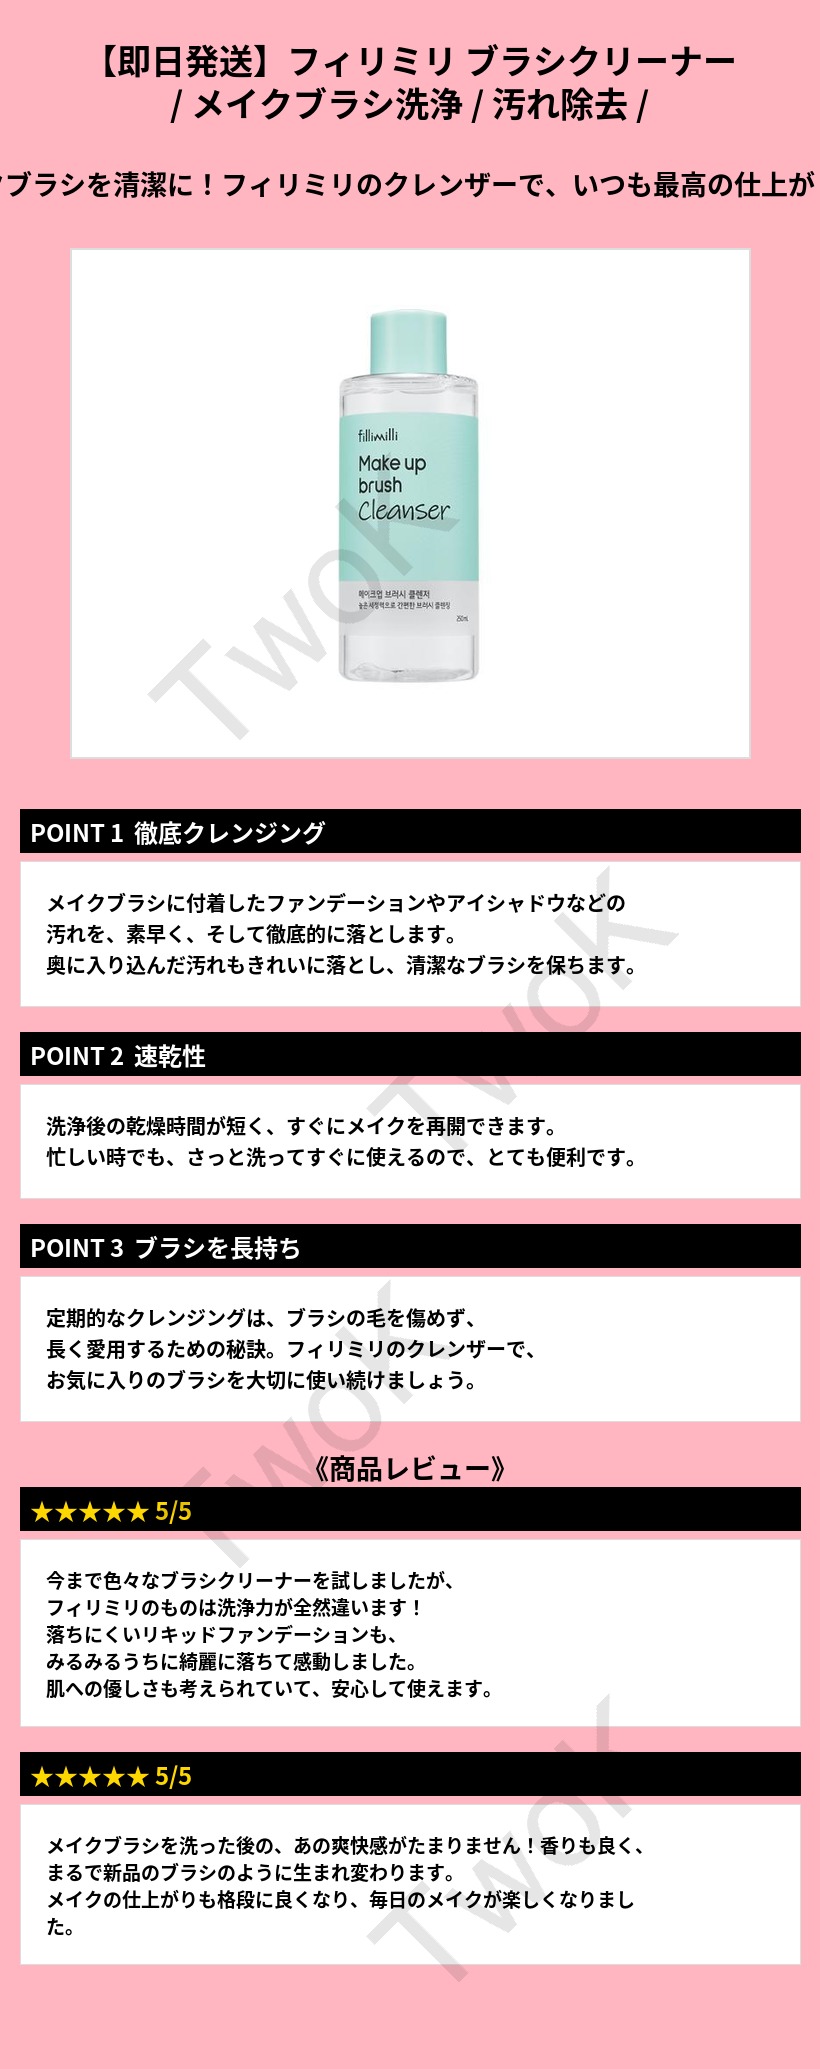 【即日発送】フィリミリ ブラシクリーナー
/ メイクブラシ洗浄 / 汚れ除去 /
ブラシを清潔に！フィリミリのクレンザーで、いつも最高の仕上が
fillimilli
Make up
brush
Cleanser
메이크업 브러시 클렌저
높은 세정력으로 간편한 브러시 클렌징
250mL
TwoK
POINT 1 徹底クレンジング
メイクブラシに付着したファンデーションやアイシャドウなどの
汚れを、素早く、そして徹底的に落とします。
奥に入り込んだ汚れもきれいに落とし、清潔なブラシを保ちます。
TwoK
POINT 2 速乾性
洗浄後の乾燥時間が短く、すぐにメイクを再開できます。
忙しい時でも、さっと洗ってすぐに使えるので、とても便利です。
POINT 3 ブラシを長持ち
定期的なクレンジングは、ブラシの毛を傷めず、
長く愛用するための秘訣。フィリミリのクレンザーで、
お気に入りのブラシを大切に使い続けましょう。
TwoK
《商品レビュー》
★★★★★ 5/5
今まで色々なブラシクリーナーを試しましたが、
フィリミリのものは洗浄力が全然違います！
落ちにくいリキッドファンデーションも、
みるみるうちに綺麗に落ちて感動しました。
肌への優しさも考えられていて、安心して使えます。
★★★★★ 5/5
メイクブラシを洗った後の、あの爽快感がたまりません！香りも良く、
まるで新品のブラシのように生まれ変わります。
メイクの仕上がりも格段に良くなり、毎日のメイクが楽しくなりまし
た。
TwoK